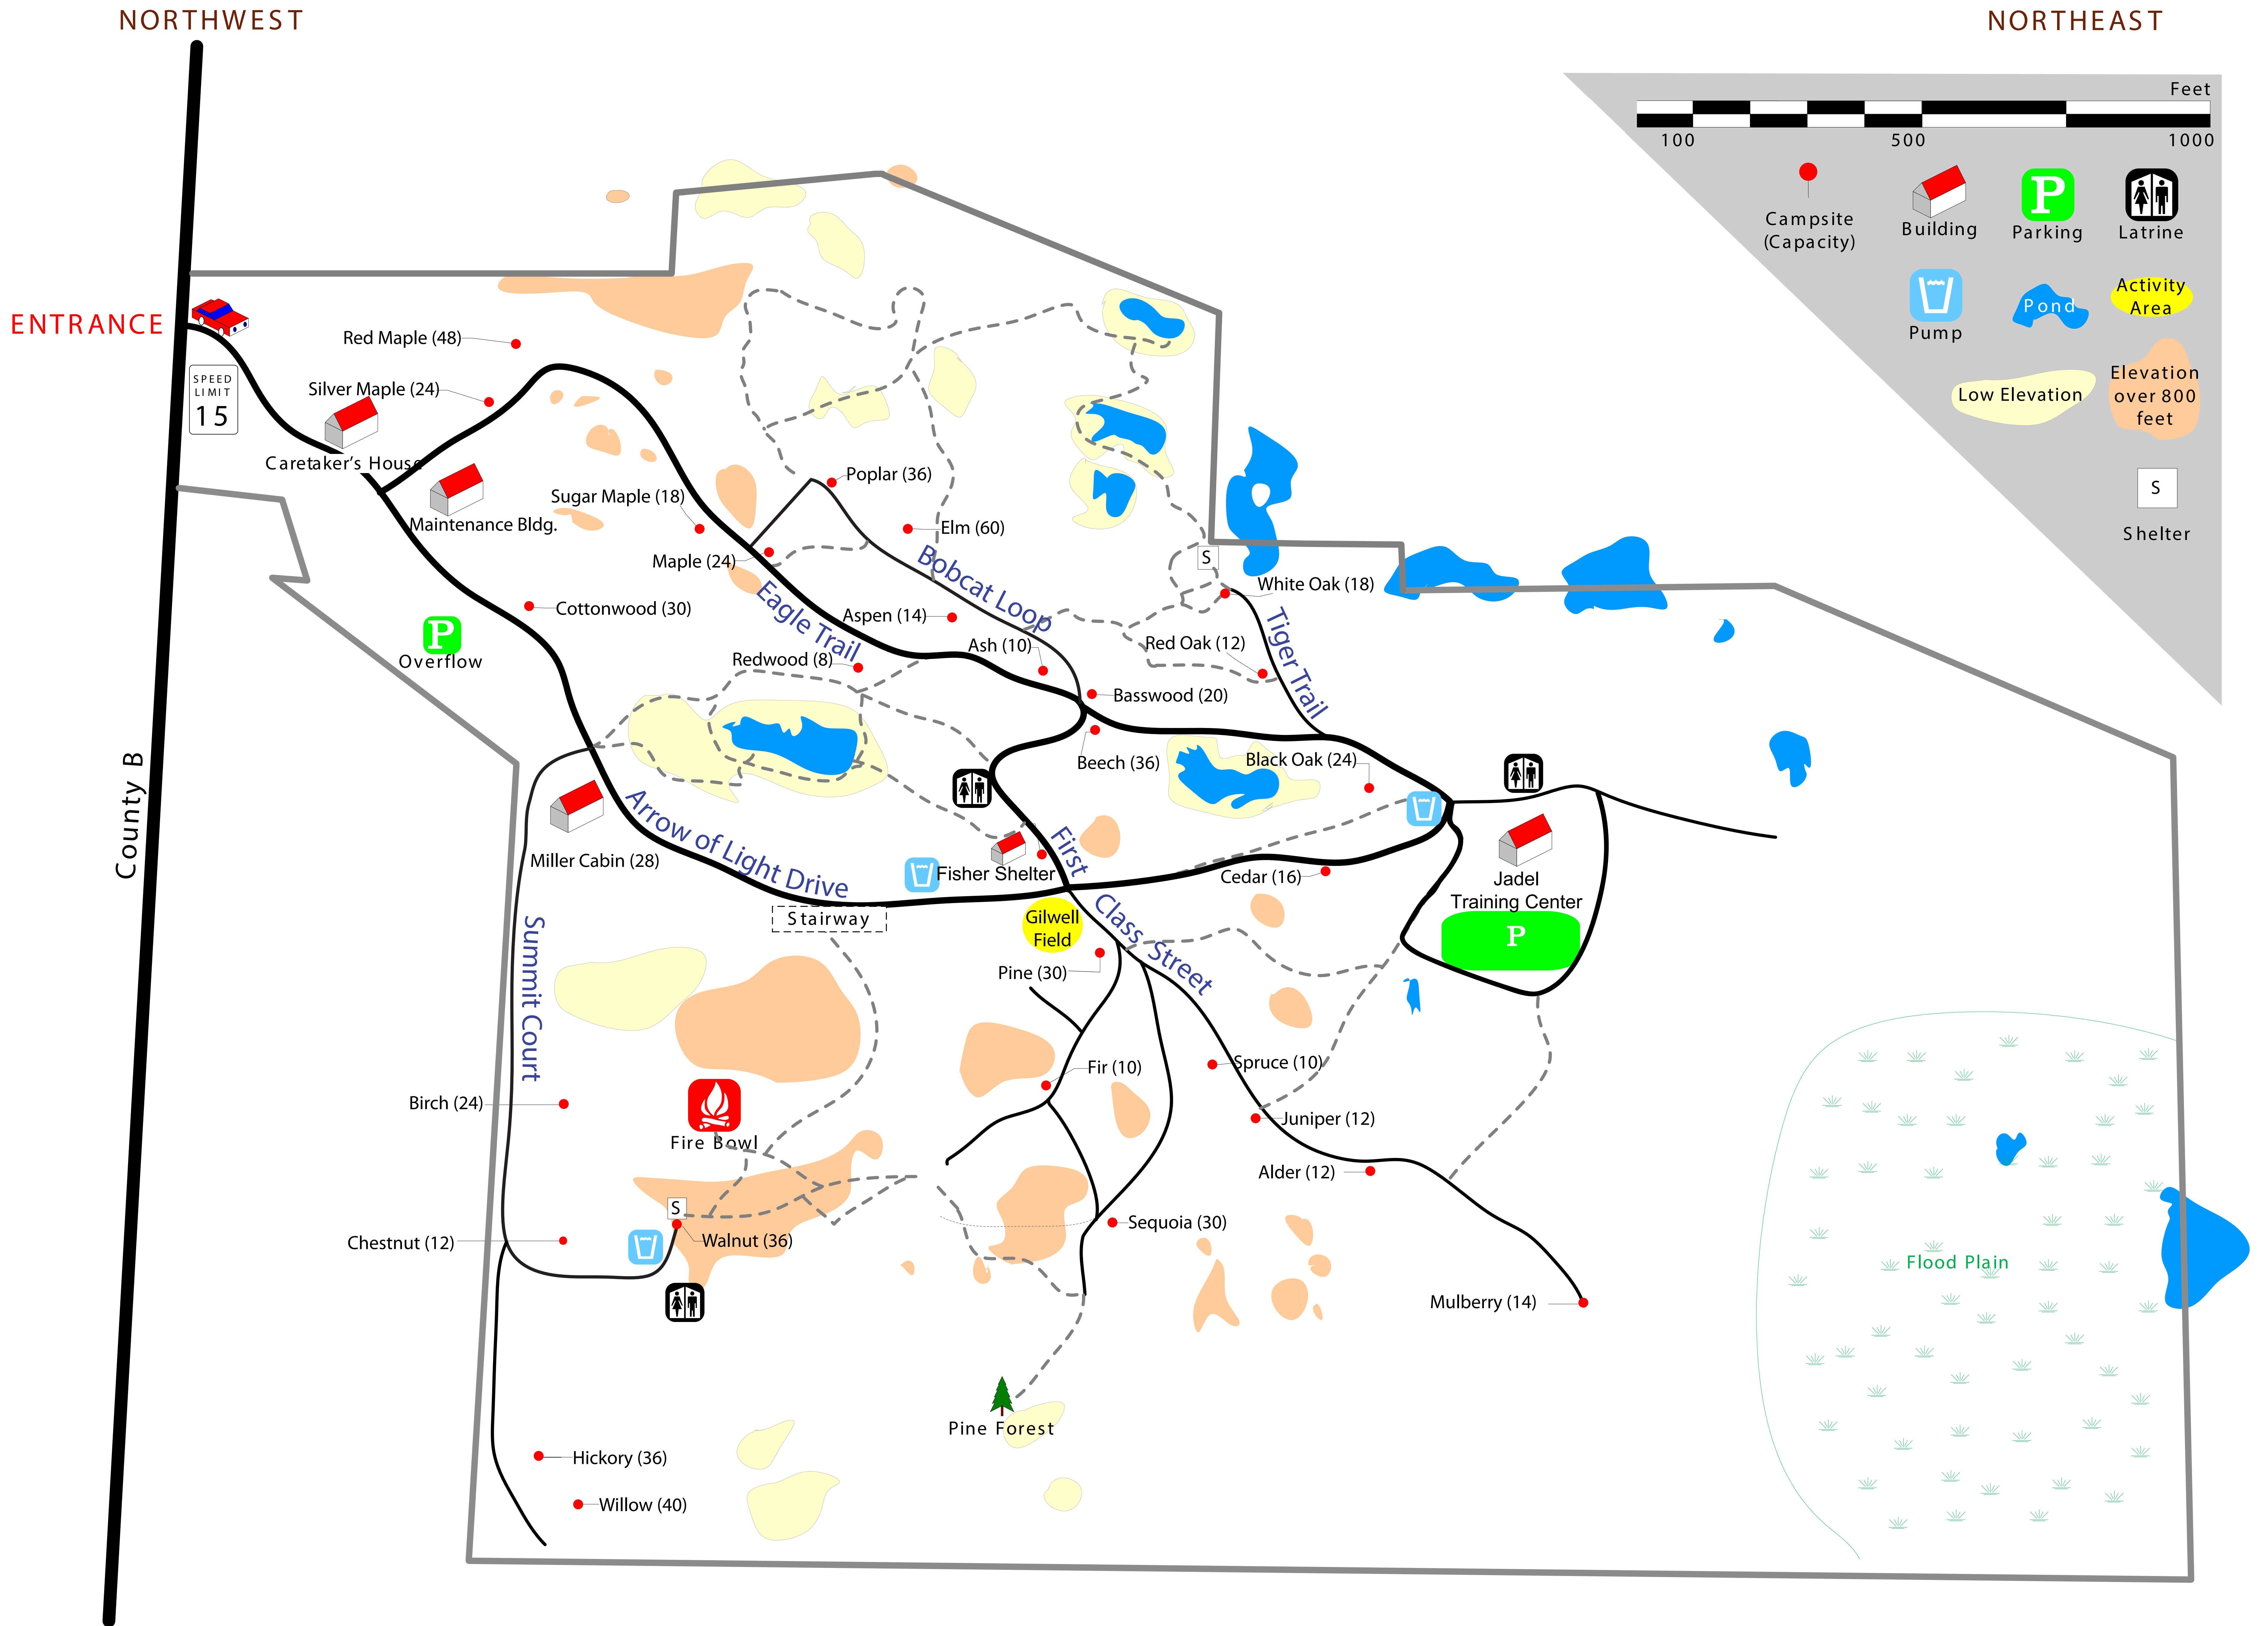 NORTHWEST
NORTHEAST
Feet
100
500
1000
Campsite
(Capacity)
Building
Parking
Latrine
Pump
Pond
Activity
Area
Low Elevation
Elevation
over 800
feet
S
Shelter
ENTRANCE
SPEED
LIMIT
15
County B
Red Maple (48)
Silver Maple (24)
Caretaker's House
Maintenance Bldg.
Sugar Maple (18)
Poplar (36)
Elm (60)
Maple (24)
Bobcat Loop
Eagle Trail
S
White Oak (18)
Cottonwood (30)
Aspen (14)
Ash (10)
Red Oak (12)
Tiger Trail
P
Overflow
Redwood (8)
Basswood (20)
Beech (36)
Black Oak (24)
Miller Cabin (28)
Arrow of Light Drive
Fisher Shelter
First
Class Street
Cedar (16)
Jadel
Training Center
P
Stairway
Gilwell
Field
Pine (30)
Summit Court
Fir (10)
Spruce (10)
Birch (24)
Fire Bowl
Juniper (12)
Alder (12)
S
Walnut (36)
Chestnut (12)
Sequoia (30)
Mulberry (14)
Flood Plain
Pine Forest
Hickory (36)
Willow (40)
P